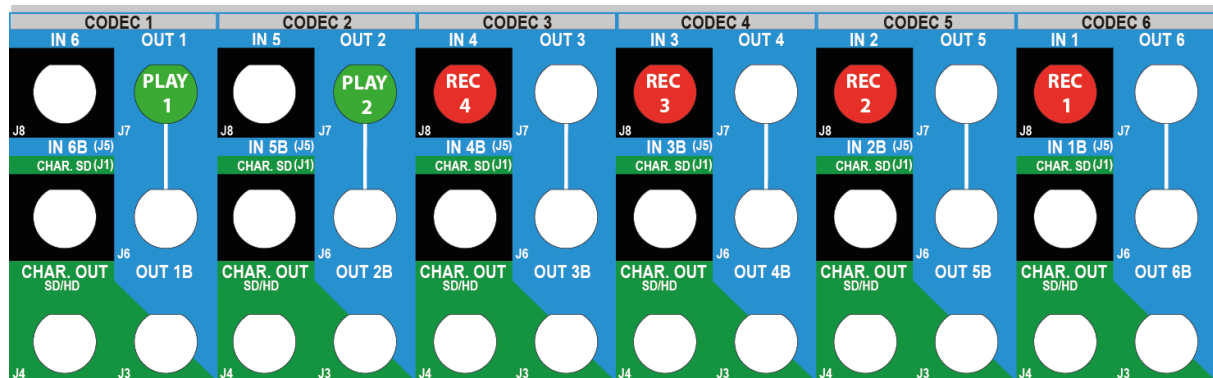 CODEC 1 CODEC 2 CODEC 3 CODEC 4 CODEC 5 CODEC 6
IN 6 OUT 1 IN 5 OUT 2 IN 4 OUT 3 IN 3 OUT 4 IN 2 OUT 5 IN 1 OUT 6
PLAY PLAY REC REC REC REC
1 2 4 3 2 1
J8 J7 J8 J7 J8 J7 J8 J7 J8 J7 J8 J7
IN 6B (J5) IN 5B (J5) IN 4B (J5) IN 3B (J5) IN 2B (J5) IN 1B (J5)
CHAR. SD (J1) CHAR. SD (J1) CHAR. SD (J1) CHAR. SD (J1) CHAR. SD (J1) CHAR. SD (J1)
J6 J6 J6 J6 J6 J6
CHAR. OUT OUT 1B CHAR. OUT OUT 2B CHAR. OUT OUT 3B CHAR. OUT OUT 4B CHAR. OUT OUT 5B CHAR. OUT OUT 6B
SD/HD SD/HD SD/HD SD/HD SD/HD SD/HD
J4 J3 J4 J3 J4 J3 J4 J3 J4 J3 J4 J3